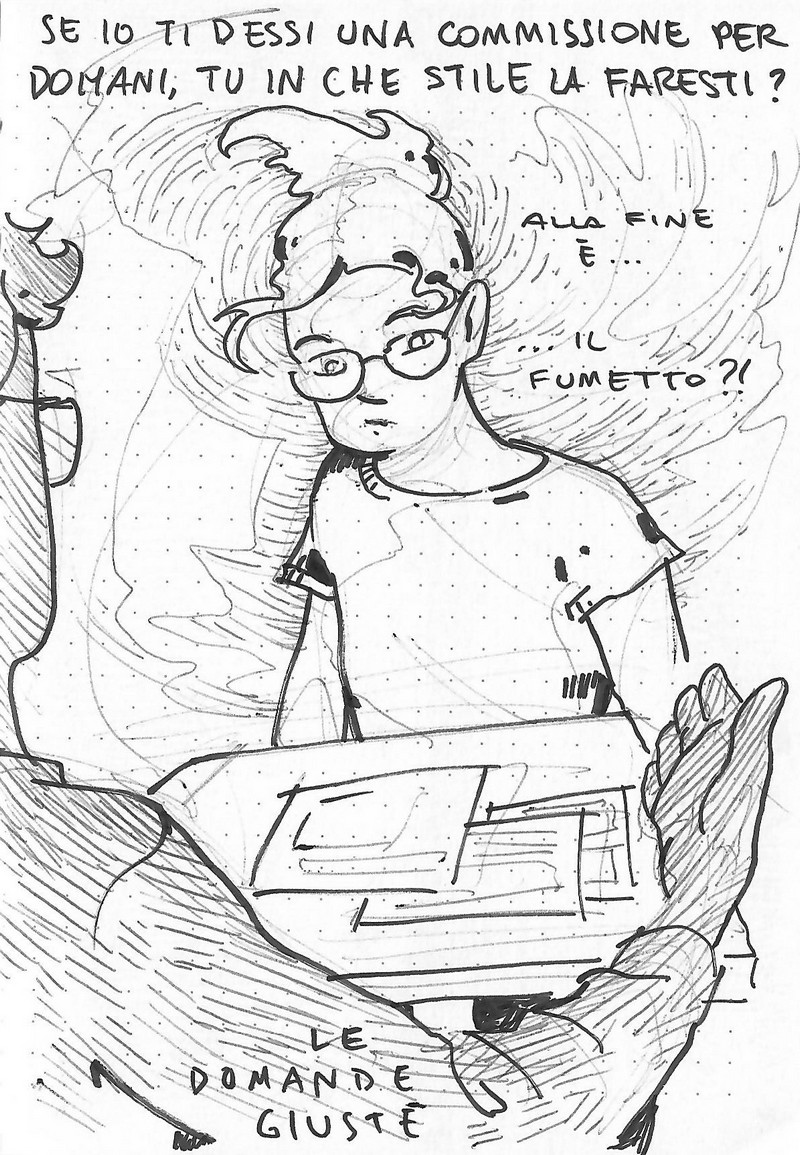 SE IO TI DESSI UNA COMMISSIONE PER
DOMANI, TU IN CHE STILE LA FARESTI?
ALLA FINE
È...
...IL
FUMETTO?!
LE
DOMANDE
GIUSTE